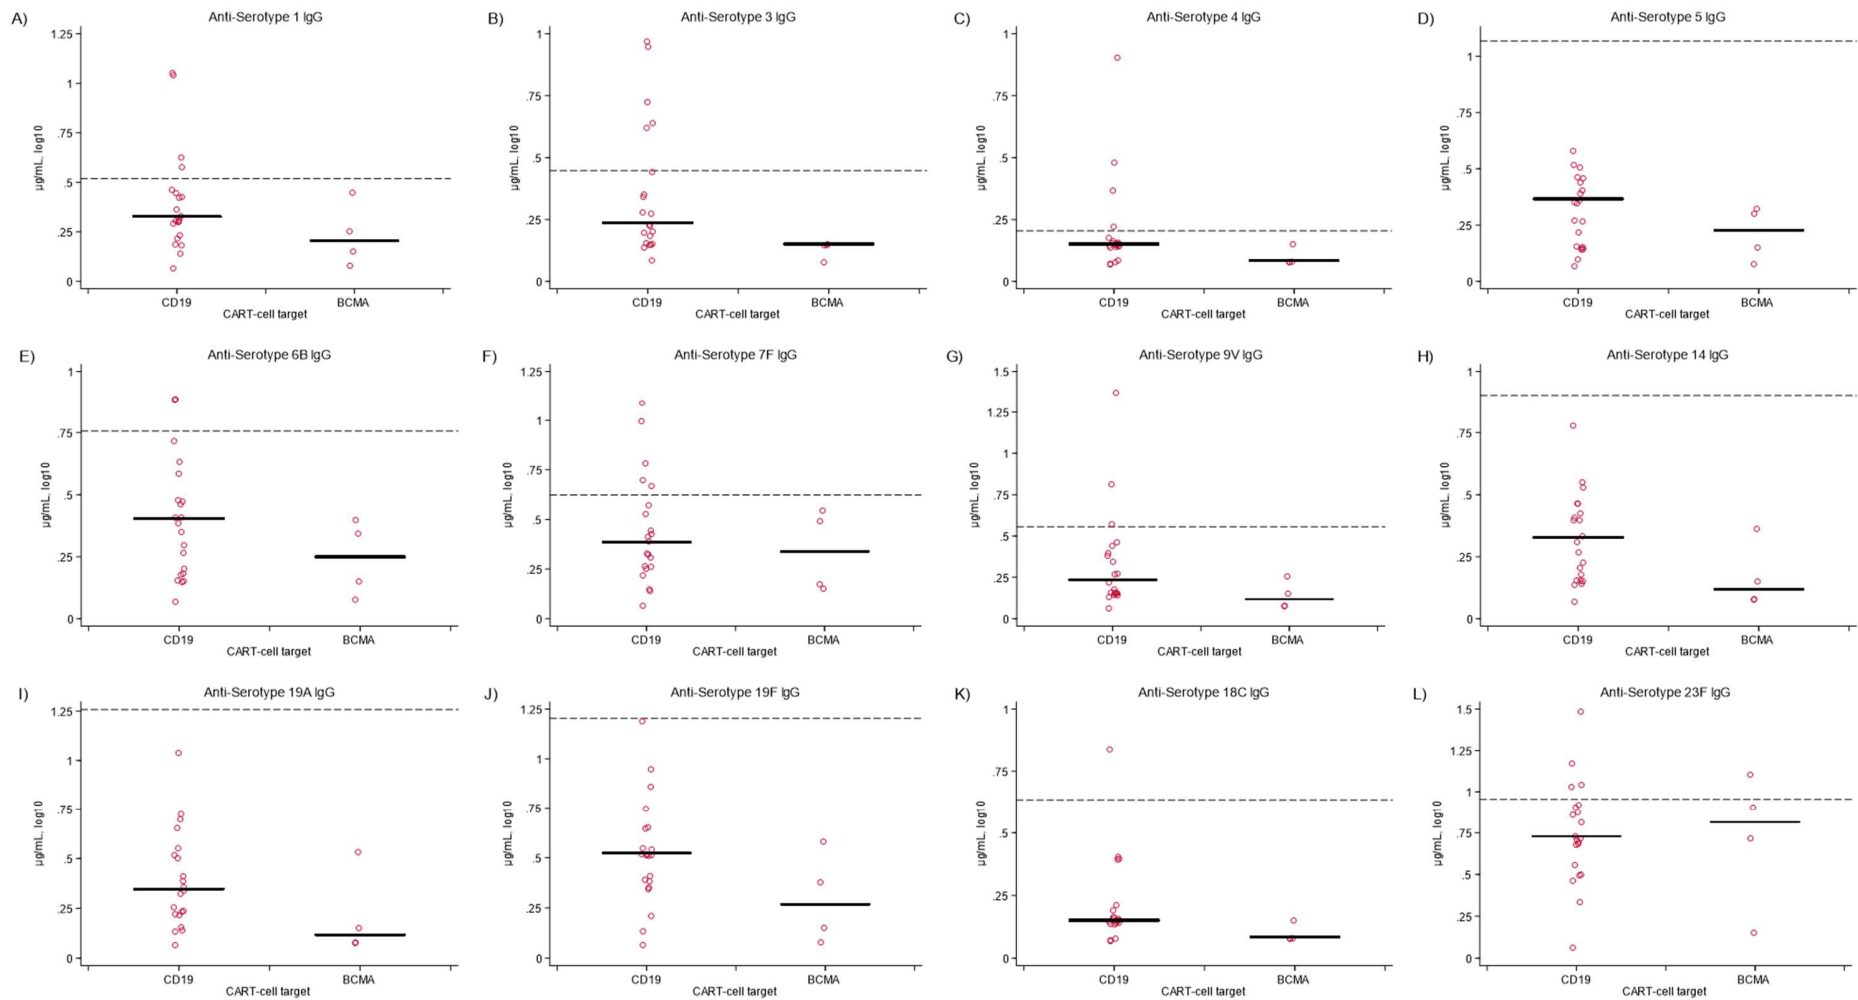 A) Anti-Serotype 1 IgG
1.25
1
.75
.5
.25
0
µg/mL, log10
CD19 BCMA
CART-cell target
B) Anti-Serotype 3 IgG
1
.75
.5
.25
0
µg/mL, log10
CD19 BCMA
CART-cell target
C) Anti-Serotype 4 IgG
1
.75
.5
.25
0
µg/mL, log10
CD19 BCMA
CART-cell target
D) Anti-Serotype 5 IgG
1
.75
.5
.25
0
µg/mL, log10
CD19 BCMA
CART-cell target
E) Anti-Serotype 6B IgG
1
.75
.5
.25
0
µg/mL, log10
CD19 BCMA
CART-cell target
F) Anti-Serotype 7F IgG
1.25
1
.75
.5
.25
0
µg/mL, log10
CD19 BCMA
CART-cell target
G) Anti-Serotype 9V IgG
1.5
1.25
1
.75
.5
.25
0
µg/mL, log10
CD19 BCMA
CART-cell target
H) Anti-Serotype 14 IgG
1
.75
.5
.25
0
µg/mL, log10
CD19 BCMA
CART-cell target
I) Anti-Serotype 19A IgG
1.25
1
.75
.5
.25
0
µg/mL, log10
CD19 BCMA
CART-cell target
J) Anti-Serotype 19F IgG
1.25
1
.75
.5
.25
0
µg/mL, log10
CD19 BCMA
CART-cell target
K) Anti-Serotype 18C IgG
1
.75
.5
.25
0
µg/mL, log10
CD19 BCMA
CART-cell target
L) Anti-Serotype 23F IgG
1.5
1.25
1
.75
.5
.25
0
µg/mL, log10
CD19 BCMA
CART-cell target